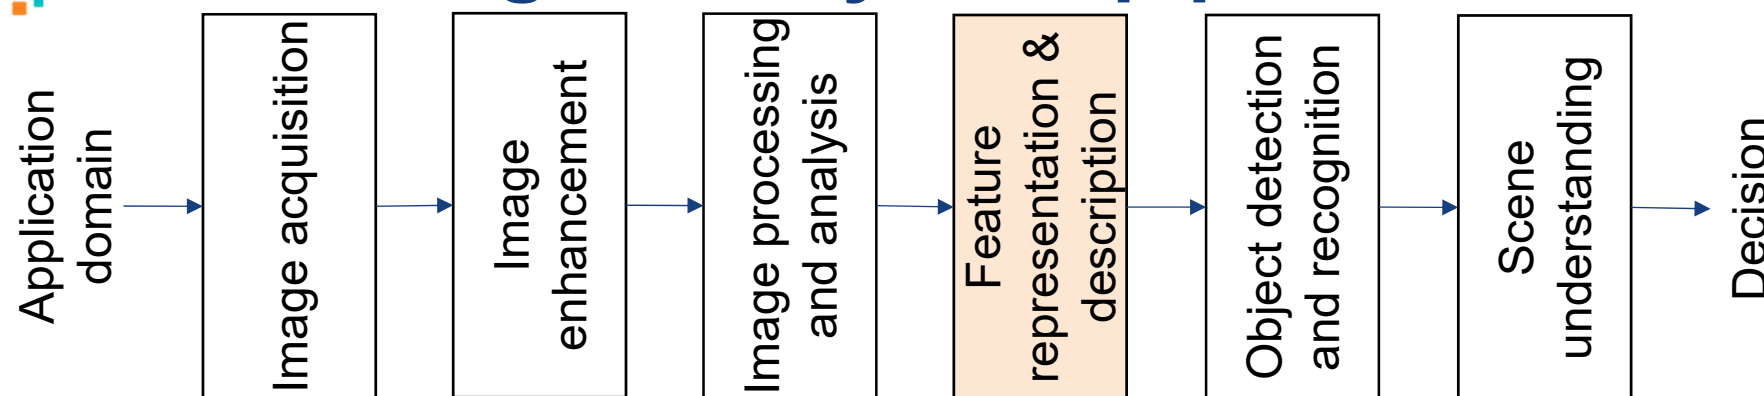 Application
domain
Image acquisition
Image
enhancement
Image processing
and analysis
Feature
representation &
description
Object detection
and recognition
Scene
understanding
Decision